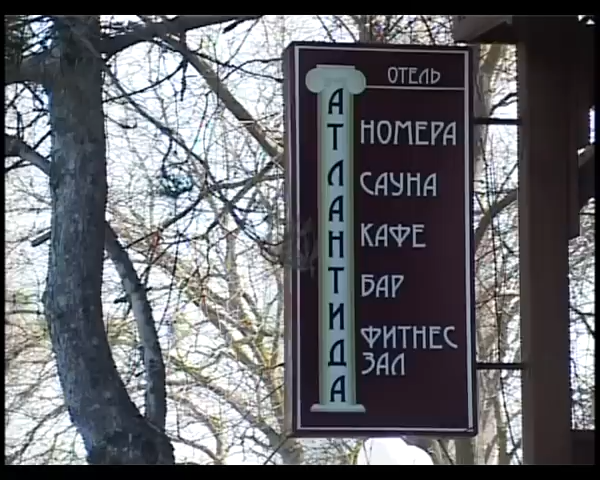 ОТЕЛЬ
АТЛАНТИДА
НОМЕРА
САУНА
КАФЕ
БАР
ФИТНЕС
ЗАЛ